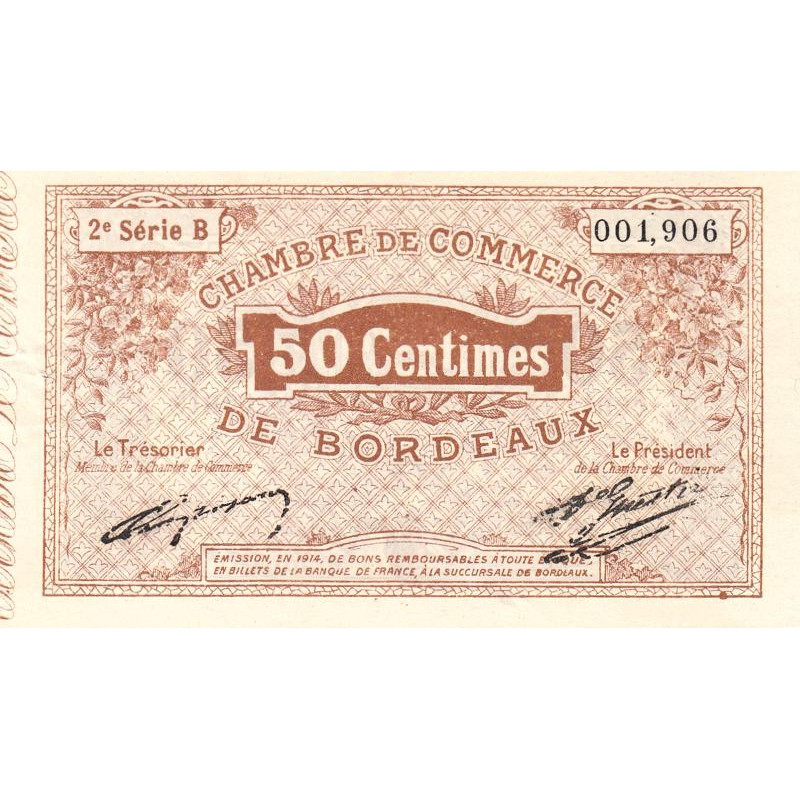 2e Série B
001,906
CHAMBRE DE COMMERCE
50 Centimes
DE BORDEAUX
Le Trésorier
Membre de la Chambre de Commerce
Le Président
de la Chambre de Commerce
ÉMISSION, EN 1914, DE BONS REMBOURSABLES À TOUTE ÉPOQUE,
EN BILLETS DE LA BANQUE DE FRANCE, À LA SUCCURSALE DE BORDEAUX.